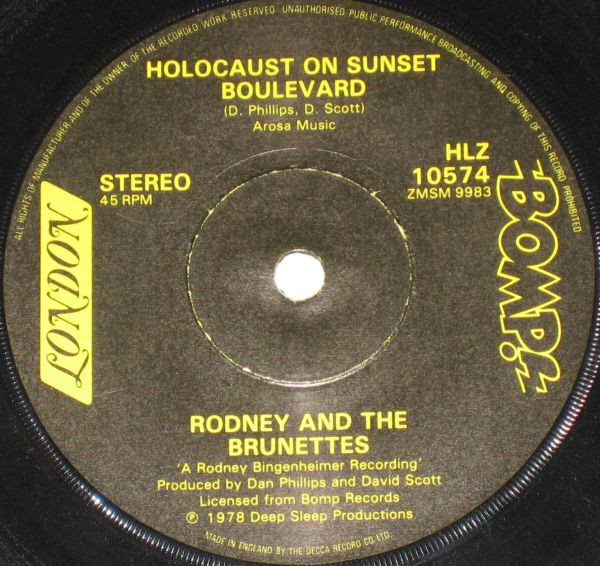 ALL RIGHTS OF MANUFACTURER AND OF THE OWNER OF THE RECORDED WORK RESERVED UNAUTHORISED PUBLIC PERFORMANCE BROADCASTING AND COPYING OF THIS RECORD PROHIBITED
HOLOCAUST ON SUNSET
BOULEVARD
(D. Phillips, D. Scott)
Arosa Music
STEREO
45 RPM
HLZ
10574
ZMSM 9983
LONDON
BOMP!
RODNEY AND THE
BRUNETTES
'A Rodney Bingenheimer Recording'
Produced by Dan Phillips and David Scott
Licensed from Bomp Records
℗ 1978 Deep Sleep Productions
MADE IN ENGLAND BY THE DECCA RECORD CO. LTD.